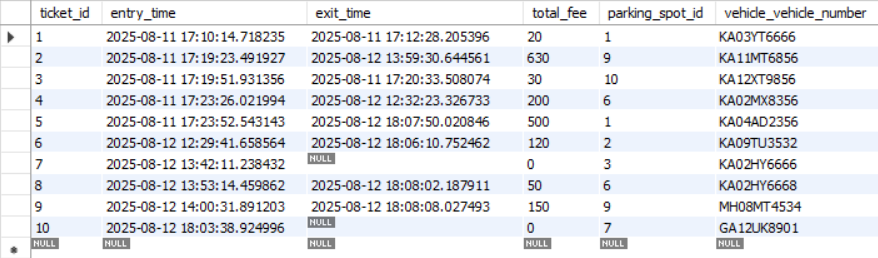 ticket_id entry_time exit_time total_fee parking_spot_id vehicle_vehicle_number
1 2025-08-11 17:10:14.718235 2025-08-11 17:12:28.205396 20 1 KA03YT6666
2 2025-08-11 17:19:23.491927 2025-08-12 13:59:30.644561 630 9 KA11MT6856
3 2025-08-11 17:19:51.931356 2025-08-11 17:20:33.508074 30 10 KA12XT9856
4 2025-08-11 17:23:26.021994 2025-08-12 12:32:23.326733 200 6 KA02MX8356
5 2025-08-11 17:23:52.543143 2025-08-12 18:07:50.020846 500 1 KA04AD2356
6 2025-08-12 12:29:41.658564 2025-08-12 18:06:10.752462 120 2 KA09TU3532
7 2025-08-12 13:42:11.238432 NULL 0 3 KA02HY6666
8 2025-08-12 13:53:14.459862 2025-08-12 18:08:02.187911 50 6 KA02HY6668
9 2025-08-12 14:00:31.891203 2025-08-12 18:08:08.027493 150 9 MH08MT4534
10 2025-08-12 18:03:38.924996 NULL 0 7 GA12UK8901
NULL NULL NULL NULL NULL NULL